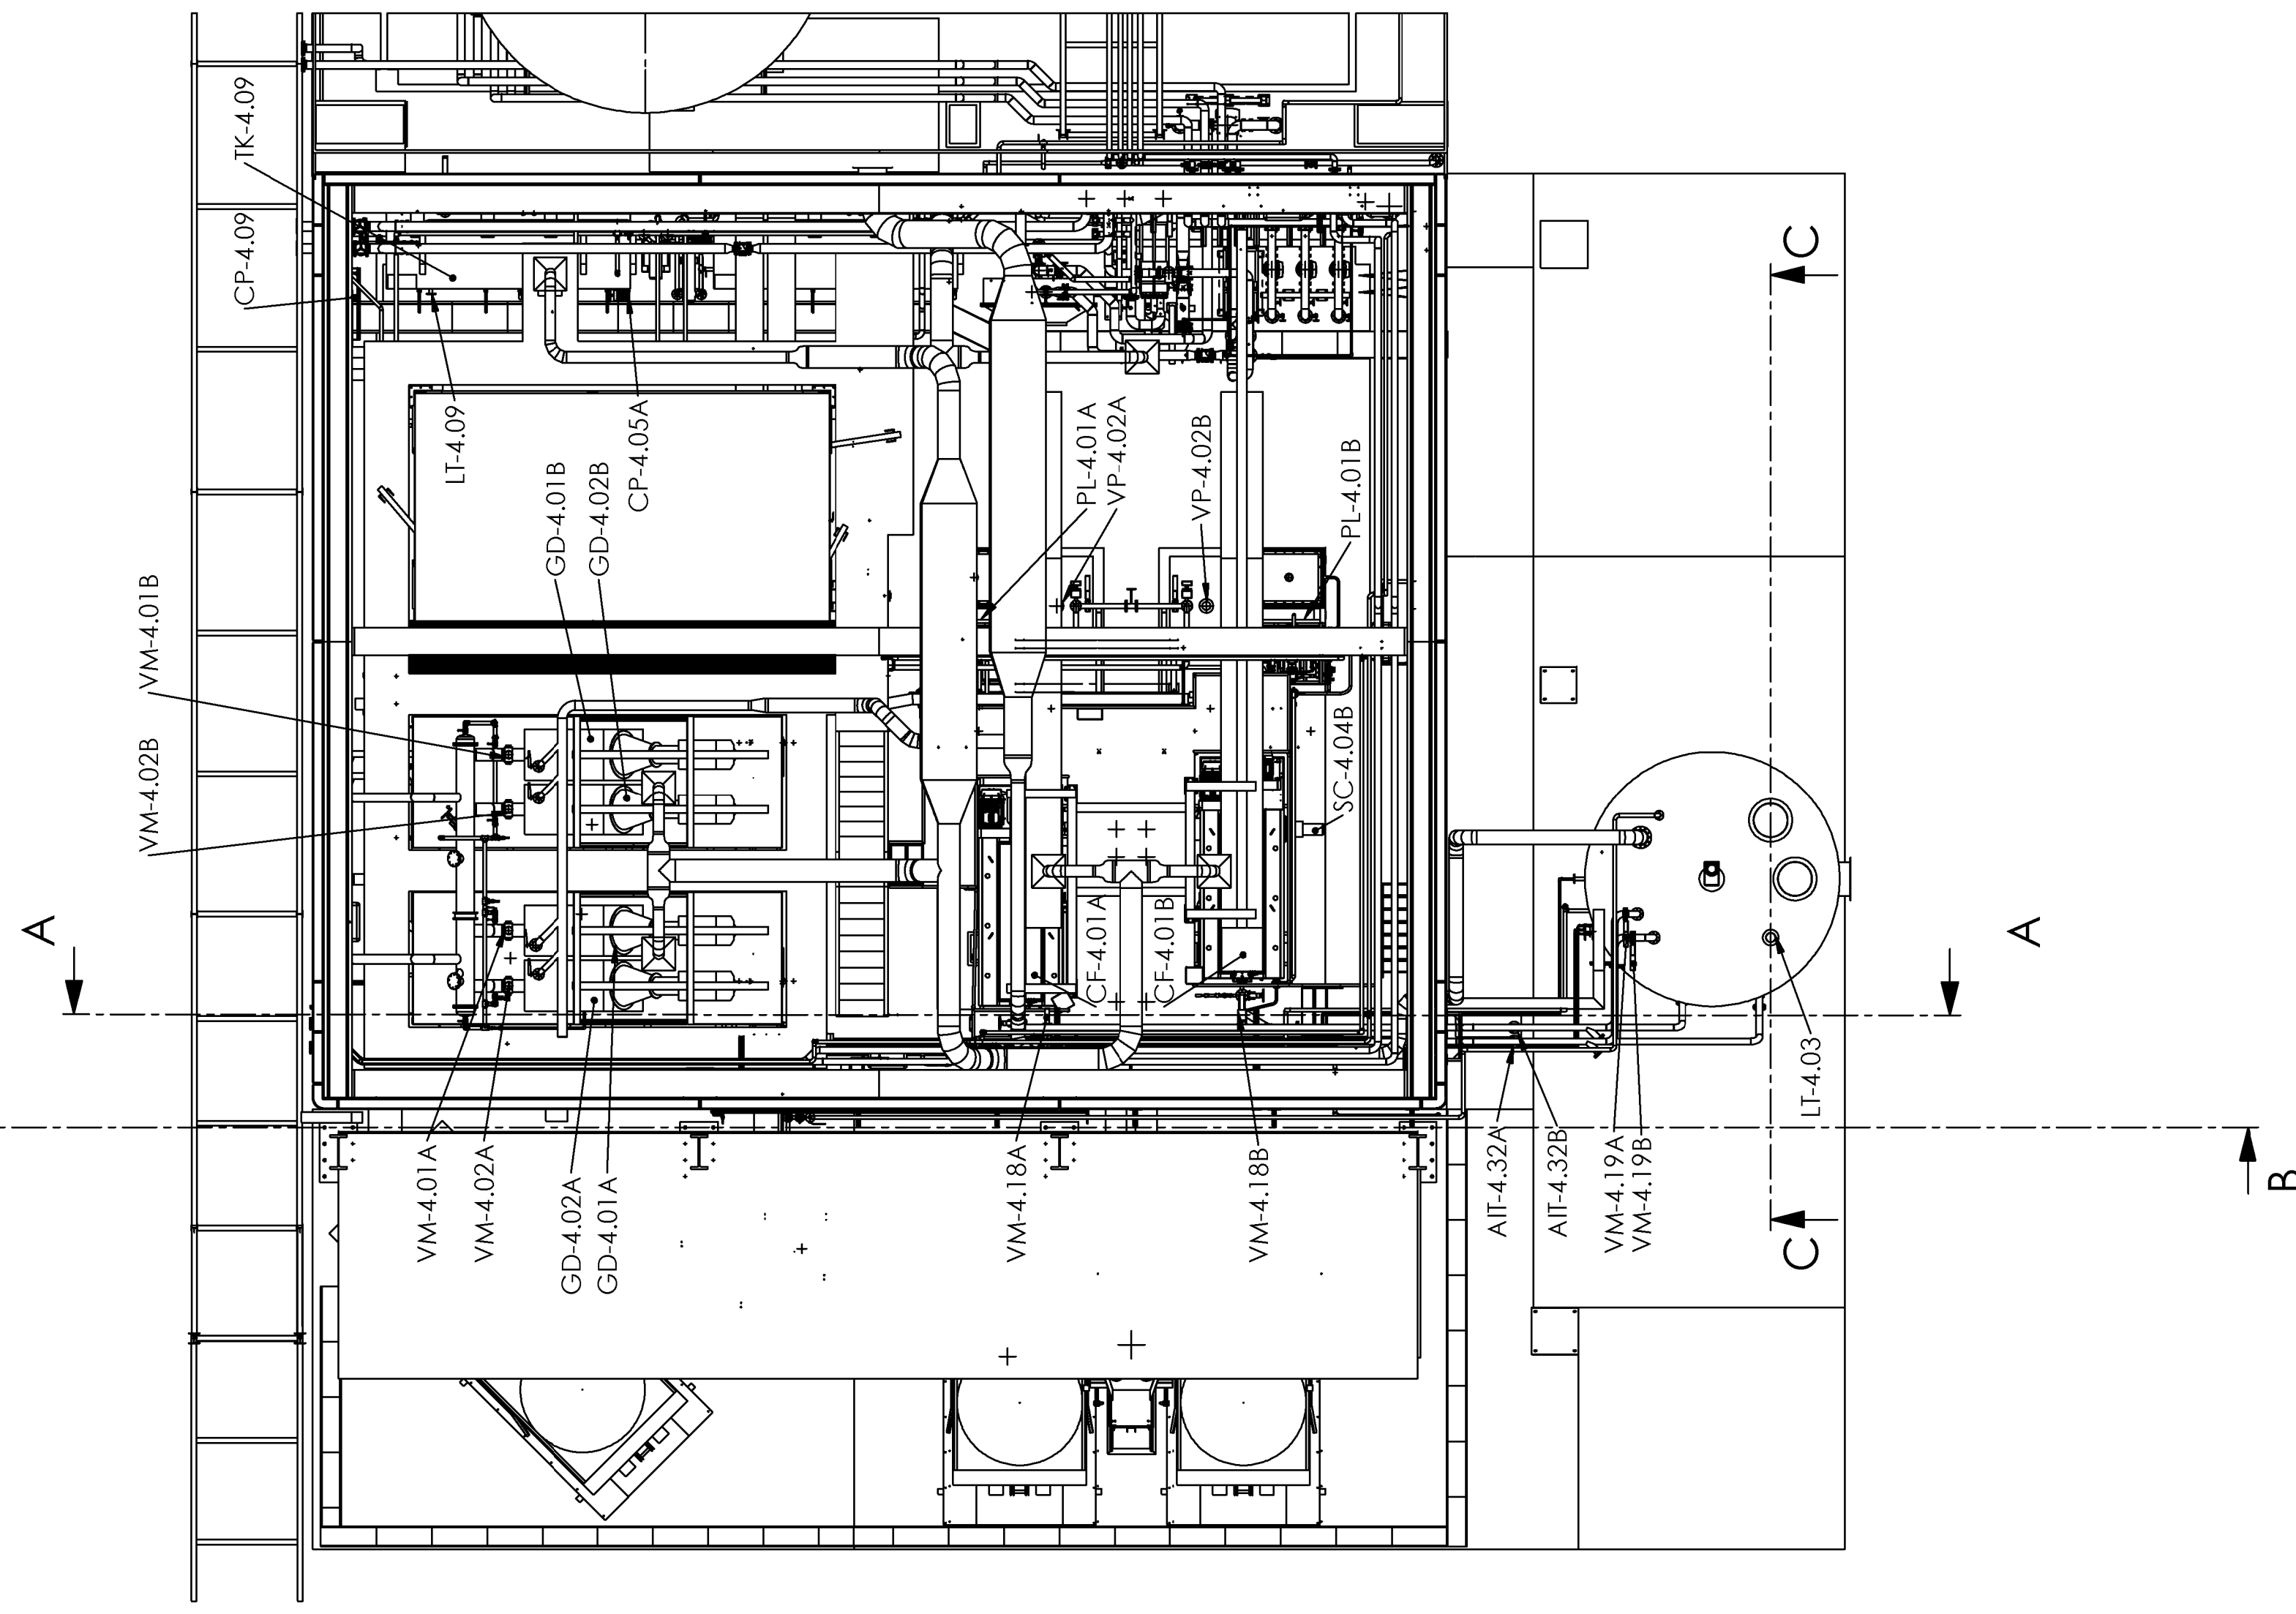 TK-4.09
CP-4.09
LT-4.09
CP-4.05A
GD-4.01B
GD-4.02B
VM-4.01B
VM-4.02B
PL-4.01A
VP-4.02A
VP-4.02B
PL-4.01B
SC-4.04B
CF-4.01A
CF-4.01B
VM-4.01A
VM-4.02A
GD-4.02A
GD-4.01A
VM-4.18A
VM-4.18B
AIT-4.32A
AIT-4.32B
VM-4.19A
VM-4.19B
LT-4.03
A
A
B
C
C